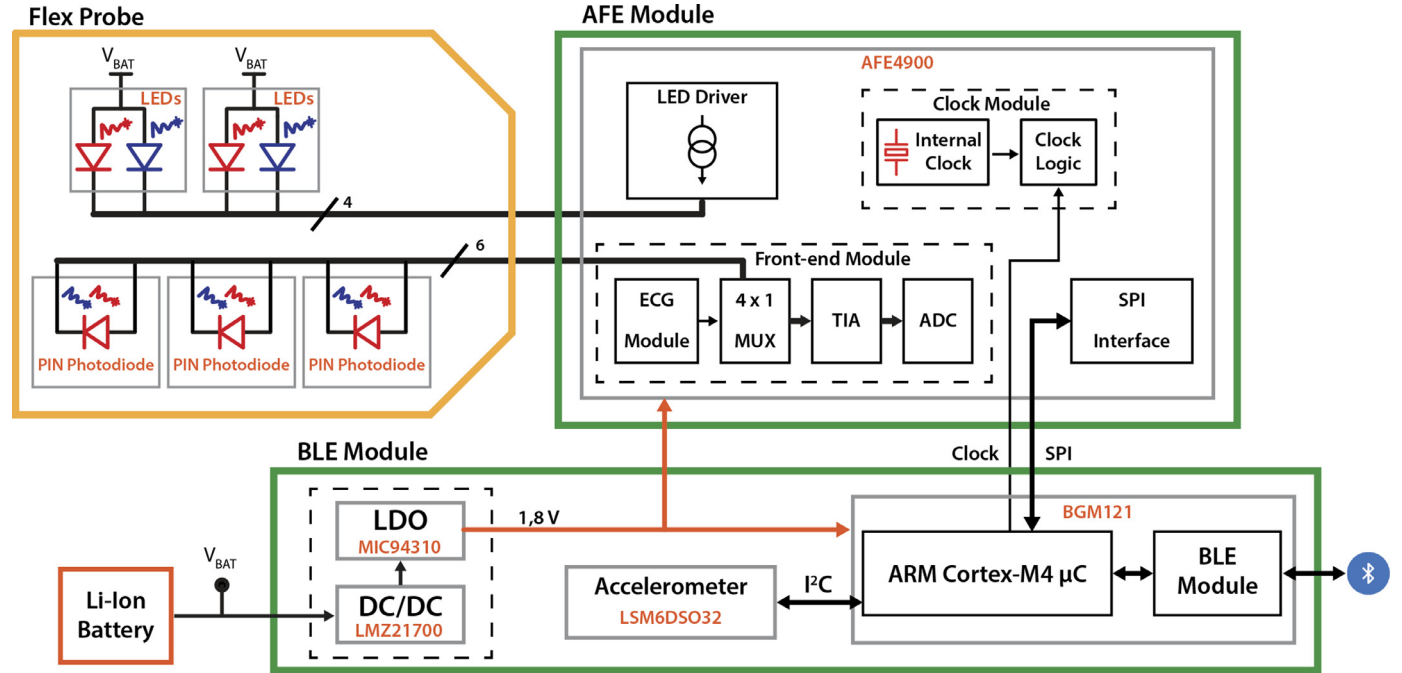 Flex Probe
AFE Module
V BAT
V BAT
LEDs
LEDs
4
6
PIN Photodiode
PIN Photodiode
PIN Photodiode
AFE4900
LED Driver
Clock Module
Internal
Clock
Clock
Logic
Front-end Module
ECG
Module
4 x 1
MUX
TIA
ADC
SPI
Interface
Clock
SPI
BLE Module
LDO
MIC94310
1,8 V
DC/DC
LMZ21700
V BAT
Li-Ion
Battery
Accelerometer
LSM6DSO32
I²C
BGM121
ARM Cortex-M4 µC
BLE
Module